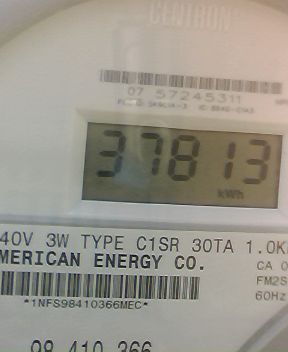 CENTRON
07 57245311
37813
kWh
40V 3W TYPE C1SR 30TA 1.0K
MERICAN ENERGY CO.
CA 0
FM2S
60Hz
*1NFS98410366MEC*
98 410 366